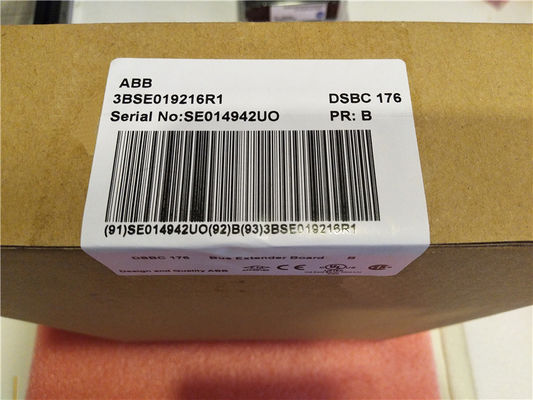 ABB
3BSE019216R1 DSBC 176
Serial No:SE014942UO PR: B
(91)SE014942UO(92)B(93)3BSE019216R1
DSBC 176 Bus Extender Board B
Design and Quality ABB CE